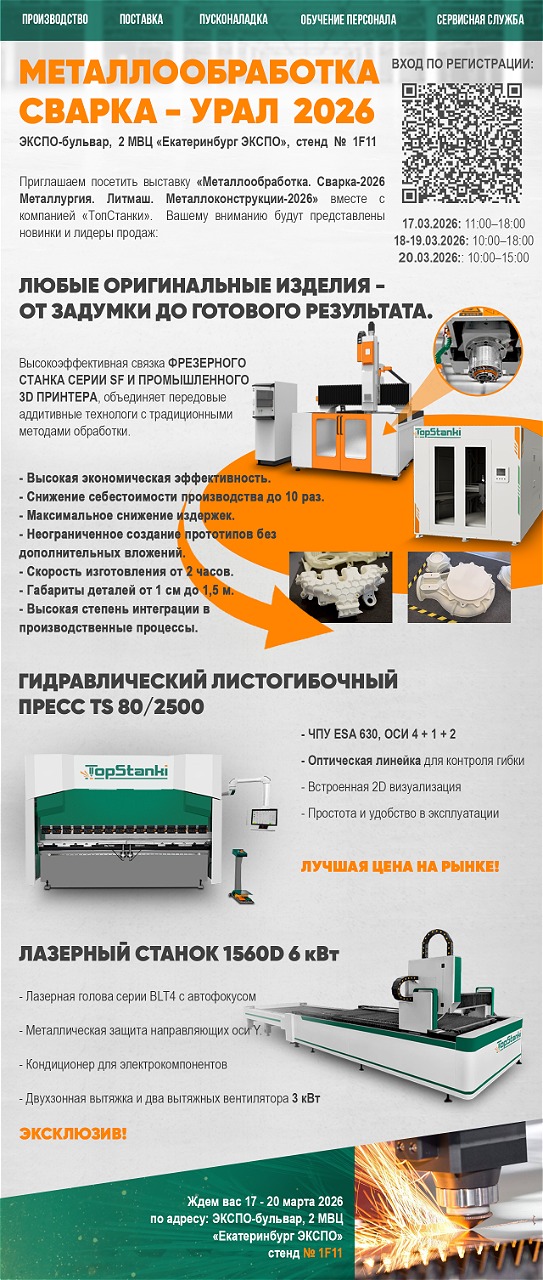 ПРОИЗВОДСТВО ПОСТАВКА ПУСКОНАЛАДКА ОБУЧЕНИЕ ПЕРСОНАЛА СЕРВИСНАЯ СЛУЖБА
МЕТАЛЛООБРАБОТКА
СВАРКА - УРАЛ 2026
ЭКСПО-бульвар, 2 МВЦ «Екатеринбург ЭКСПО», стенд № 1F11
ВХОД ПО РЕГИСТРАЦИИ:
Приглашаем посетить выставку «Металлообработка. Сварка-2026
Металлургия. Литмаш. Металлоконструкции-2026» вместе с
компанией «ТопСтанки». Вашему вниманию будут представлены
новинки и лидеры продаж:
17.03.2026: 11:00–18:00
18-19.03.2026: 10:00–18:00
20.03.2026:: 10:00–15:00
ЛЮБЫЕ ОРИГИНАЛЬНЫЕ ИЗДЕЛИЯ -
ОТ ЗАДУМКИ ДО ГОТОВОГО РЕЗУЛЬТАТА.
Высокоэффективная связка ФРЕЗЕРНОГО
СТАНКА СЕРИИ SF И ПРОМЫШЛЕННОГО
3D ПРИНТЕРА, объединяет передовые
аддитивные технологи с традиционными
методами обработки.
TopStanki
- Высокая экономическая эффективность.
- Снижение себестоимости производства до 10 раз.
- Максимальное снижение издержек.
- Неограниченное создание прототипов без
дополнительных вложений.
- Скорость изготовления от 2 часов.
- Габариты деталей от 1 см до 1,5 м.
- Высокая степень интеграции в
производственные процессы.
ГИДРАВЛИЧЕСКИЙ ЛИСТОГИБОЧНЫЙ
ПРЕСС TS 80/2500
TopStanki
- ЧПУ ESA 630, ОСИ 4 + 1 + 2
- Оптическая линейка для контроля гибки
- Встроенная 2D визуализация
- Простота и удобство в эксплуатации
ЛУЧШАЯ ЦЕНА НА РЫНКЕ!
ЛАЗЕРНЫЙ СТАНОК 1560D 6 кВт
- Лазерная голова серии BLT4 с автофокусом
- Металлическая защита направляющих оси Y.
- Кондиционер для электрокомпонентов
- Двухзонная вытяжка и два вытяжных вентилятора 3 кВт
TopStanki
ЭКСКЛЮЗИВ!
Ждем вас 17 - 20 марта 2026
по адресу: ЭКСПО-бульвар, 2 МВЦ
«Екатеринбург ЭКСПО»
стенд № 1F11